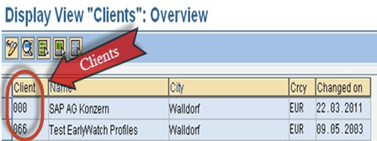 Display View "Clients": Overview
Clients
Client Name City Crcy Changed on
000 SAP AG Konzern Walldorf EUR 22.03.2011
066 Test EarlyWatch Profiles Walldorf EUR 09.05.2003